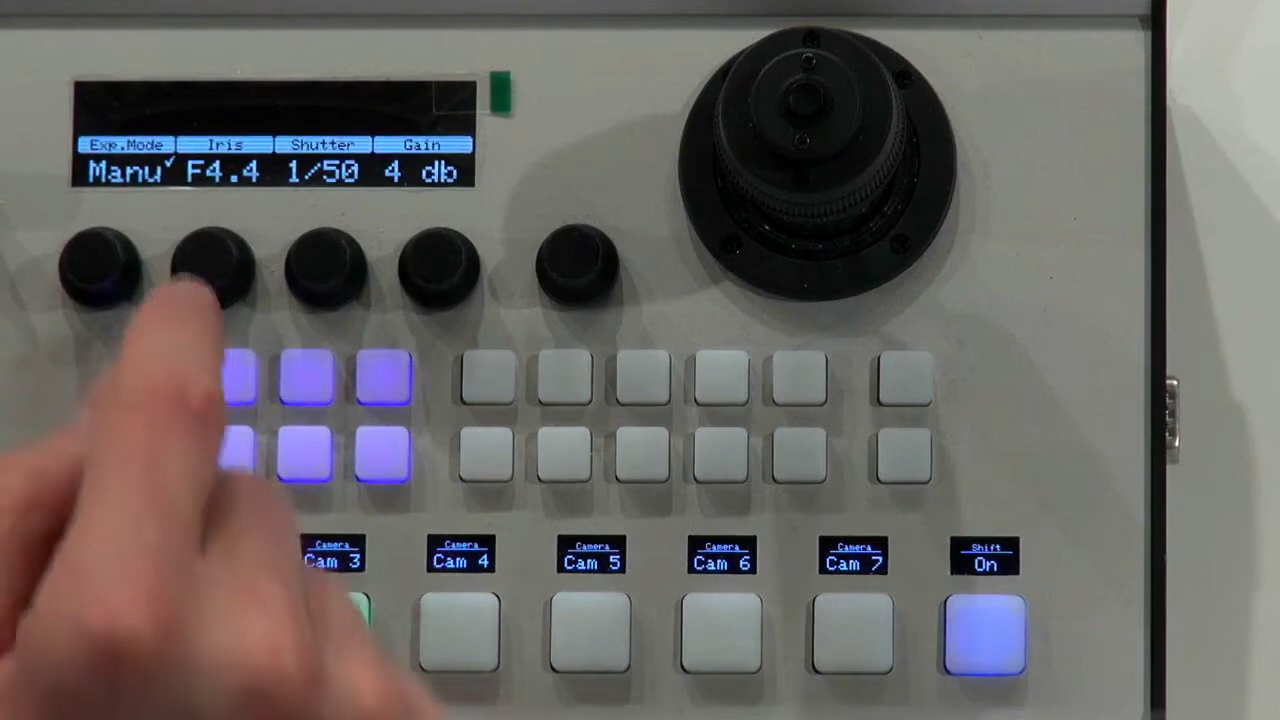 Exp.Mode Iris Shutter Gain
Manu✓ F4.4 1/50 4 db
Camera Camera Camera Camera Camera Shift
Cam 3 Cam 4 Cam 5 Cam 6 Cam 7 On